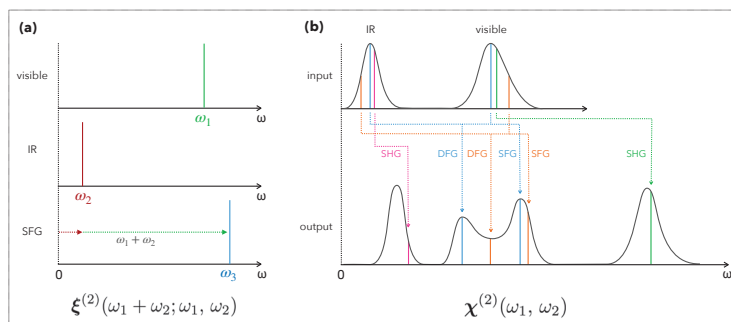 (a)
visible
ω₁
ω
IR
ω₂
ω
SFG
ω₁ + ω₂
0
ω₃
ω
ξ⁽²⁾(ω₁ + ω₂; ω₁, ω₂)
(b)
IR
visible
input
SHG
DFG
DFG
SFG
SFG
SHG
output
0
ω
χ⁽²⁾(ω₁, ω₂)